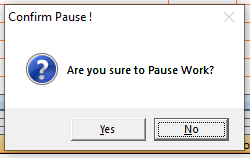 Confirm Pause !
Are you sure to Pause Work?
Yes
No